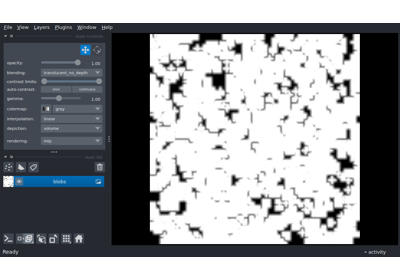 File View Layers Plugins Window Help
opacity: 1.00
blending: translucent_no_depth
contrast limits:
auto-contrast: once continuous
gamma: 1.00
colormap: gray
interpolation: linear
depiction: volume
rendering: mip
blobs
Ready
activity